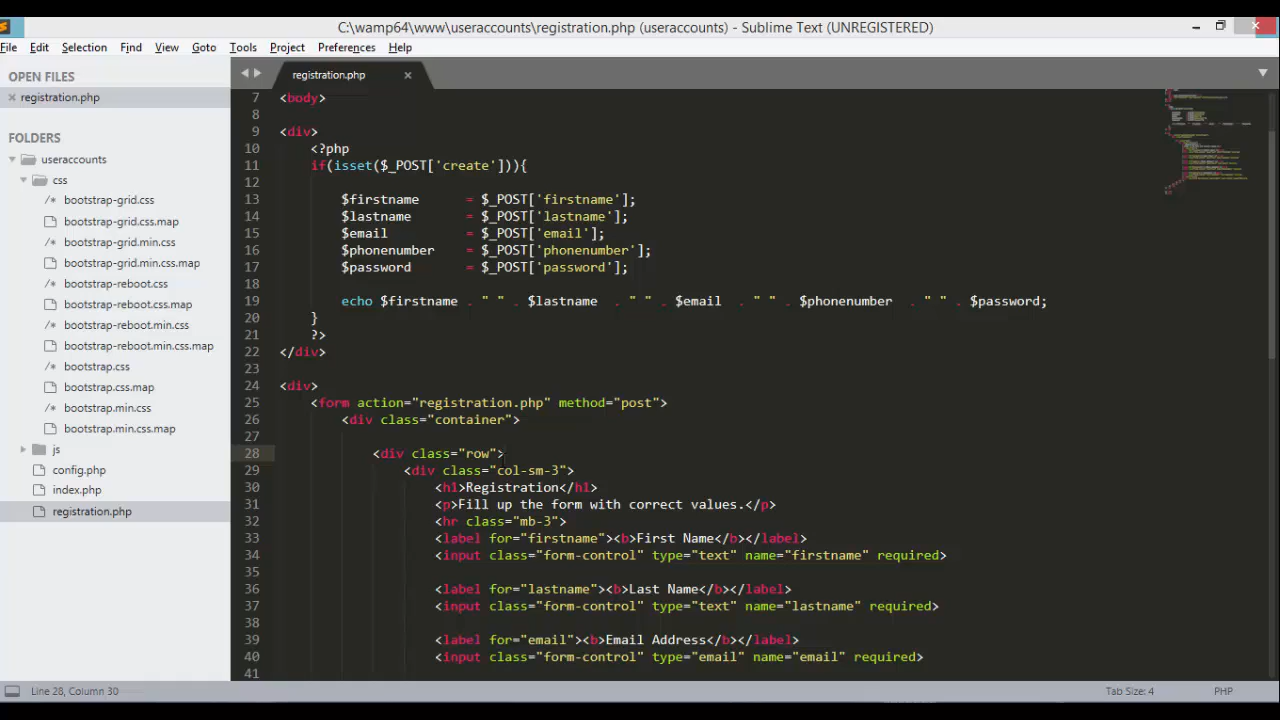 C:\wamp64\www\useraccounts\registration.php (useraccounts) - Sublime Text (UNREGISTERED)
File Edit Selection Find View Goto Tools Project Preferences Help
OPEN FILES
registration.php
FOLDERS
useraccounts
css
/* bootstrap-grid.css
bootstrap-grid.css.map
/* bootstrap-grid.min.css
bootstrap-grid.min.css.map
/* bootstrap-reboot.css
bootstrap-reboot.css.map
/* bootstrap-reboot.min.css
bootstrap-reboot.min.css.map
/* bootstrap.css
bootstrap.css.map
/* bootstrap.min.css
bootstrap.min.css.map
js
config.php
index.php
registration.php
registration.php
7 <body>
8
9 <div>
10 <?php
11 if(isset($_POST['create'])){
12
13 $firstname = $_POST['firstname'];
14 $lastname = $_POST['lastname'];
15 $email = $_POST['email'];
16 $phonenumber = $_POST['phonenumber'];
17 $password = $_POST['password'];
18
19 echo $firstname . " " . $lastname . " " . $email . " " . $phonenumber . " " . $password;
20 }
21 ?>
22 </div>
23
24 <div>
25 <form action="registration.php" method="post">
26 <div class="container">
27
28 <div class="row">
29 <div class="col-sm-3">
30 <h1>Registration</h1>
31 <p>Fill up the form with correct values.</p>
32 <hr class="mb-3">
33 <label for="firstname"><b>First Name</b></label>
34 <input class="form-control" type="text" name="firstname" required>
35
36 <label for="lastname"><b>Last Name</b></label>
37 <input class="form-control" type="text" name="lastname" required>
38
39 <label for="email"><b>Email Address</b></label>
40 <input class="form-control" type="email" name="email" required>
41
Line 28, Column 30
Tab Size: 4
PHP